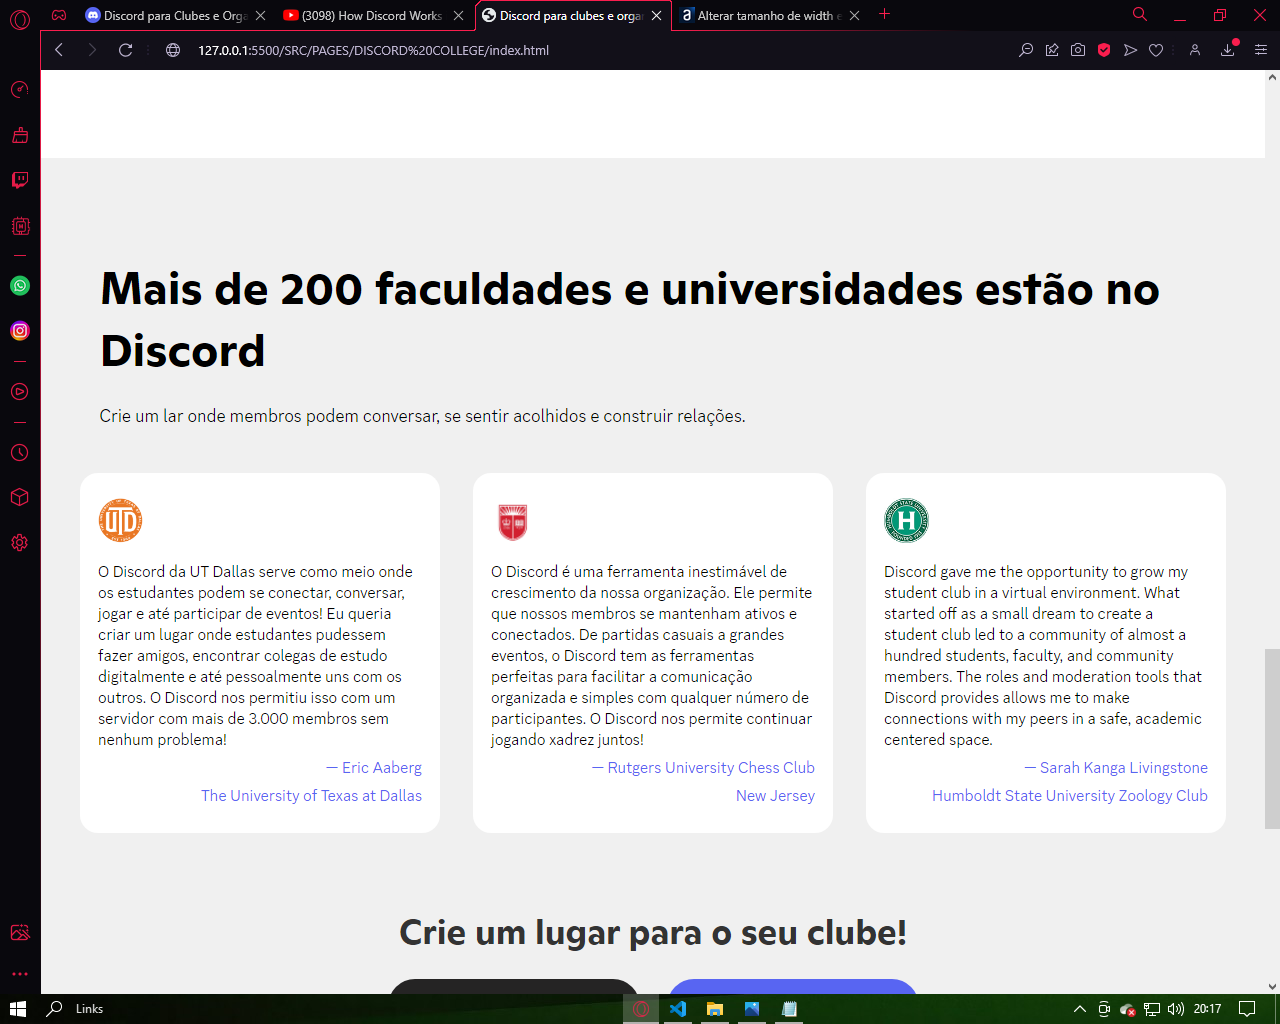 Discord para Clubes e Orga
(3098) How Discord Works
Discord para clubes e orga
Alterar tamanho de width e
127.0.0.1:5500/SRC/PAGES/DISCORD%20COLLEGE/index.html
Mais de 200 faculdades e universidades estão no
Discord
Crie um lar onde membros podem conversar, se sentir acolhidos e construir relações.
UTD
O Discord da UT Dallas serve como meio onde
os estudantes podem se conectar, conversar,
jogar e até participar de eventos! Eu queria
criar um lugar onde estudantes pudessem
fazer amigos, encontrar colegas de estudo
digitalmente e até pessoalmente uns com os
outros. O Discord nos permitiu isso com um
servidor com mais de 3.000 membros sem
nenhum problema!
— Eric Aaberg
The University of Texas at Dallas
O Discord é uma ferramenta inestimável de
crescimento da nossa organização. Ele permite
que nossos membros se mantenham ativos e
conectados. De partidas casuais a grandes
eventos, o Discord tem as ferramentas
perfeitas para facilitar a comunicação
organizada e simples com qualquer número de
participantes. O Discord nos permite continuar
jogando xadrez juntos!
— Rutgers University Chess Club
New Jersey
H
Discord gave me the opportunity to grow my
student club in a virtual environment. What
started off as a small dream to create a
student club led to a community of almost a
hundred students, faculty, and community
members. The roles and moderation tools that
Discord provides allows me to make
connections with my peers in a safe, academic
centered space.
— Sarah Kanga Livingstone
Humboldt State University Zoology Club
Crie um lugar para o seu clube!
Links
20:17